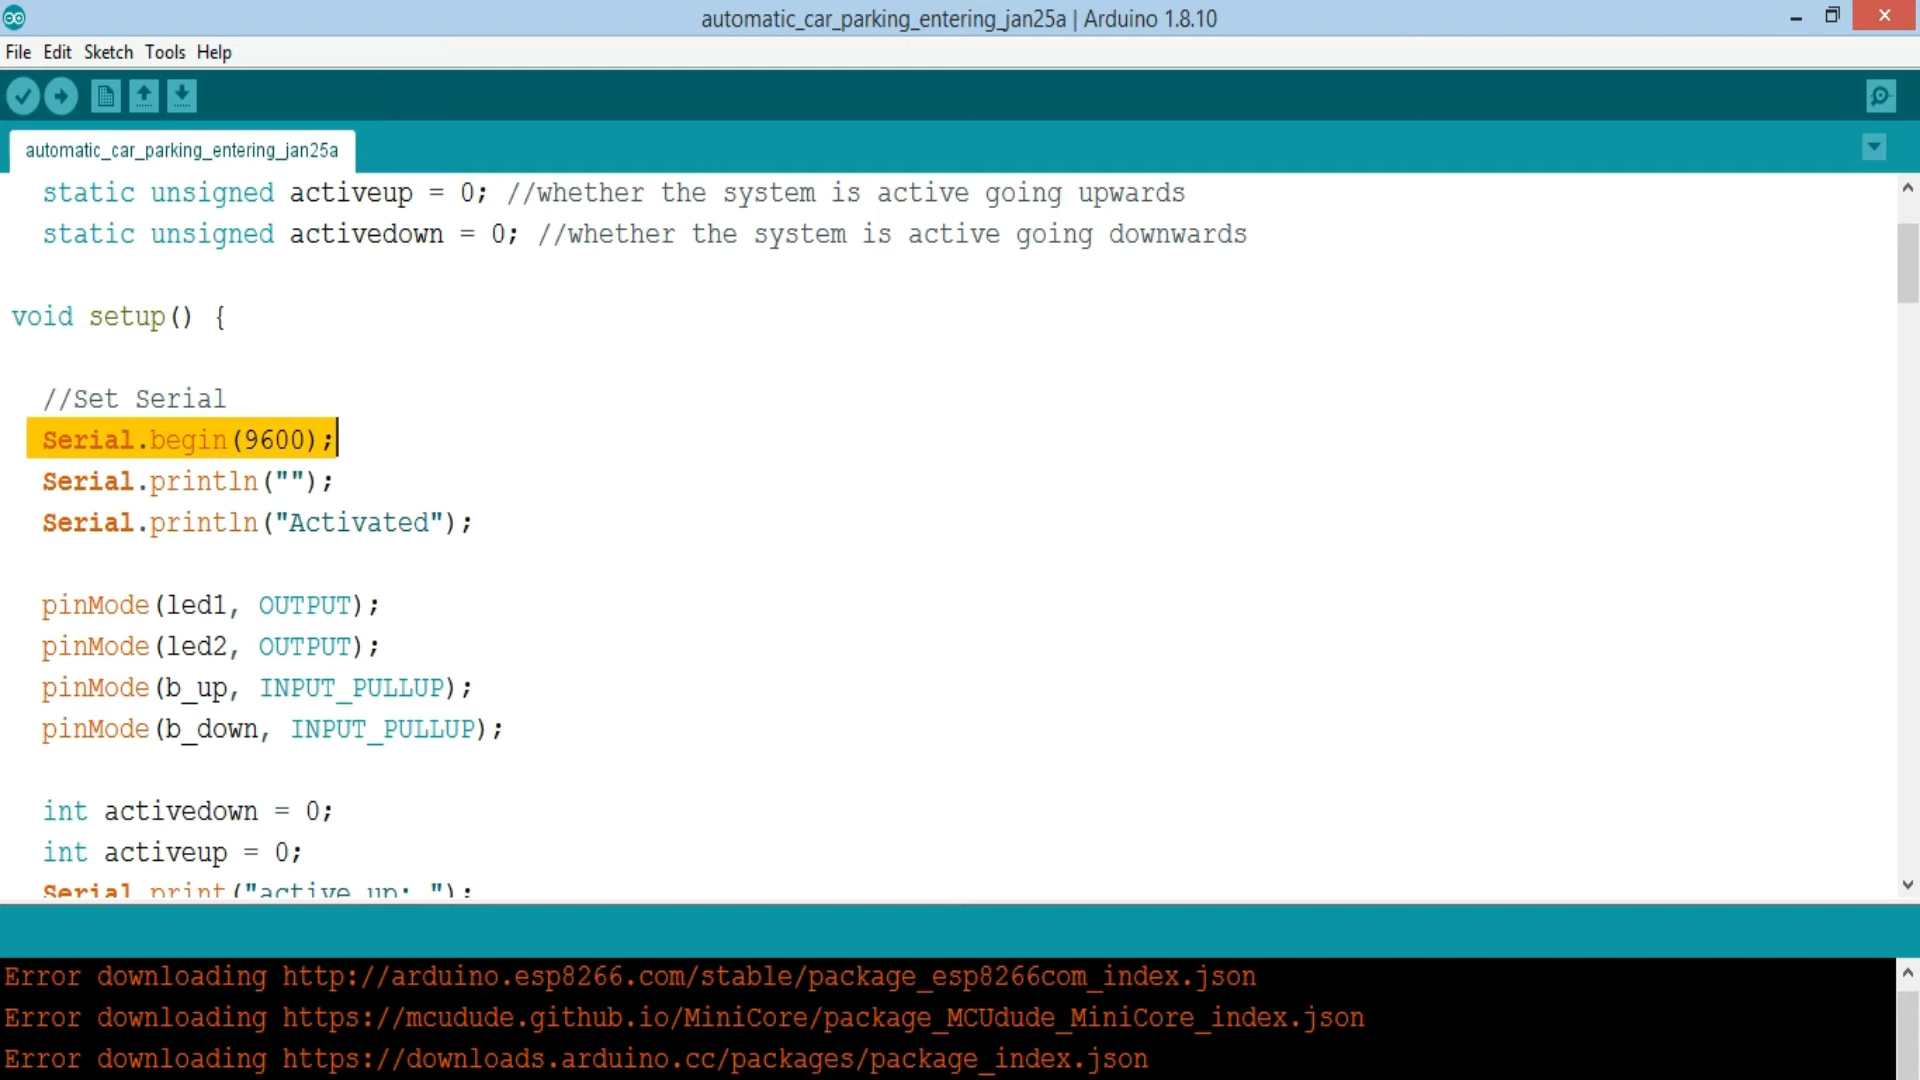 automatic_car_parking_entering_jan25a | Arduino 1.8.10
File Edit Sketch Tools Help
automatic_car_parking_entering_jan25a
static unsigned activeup = 0; //whether the system is active going upwards
static unsigned activedown = 0; //whether the system is active going downwards
void setup() {
//Set Serial
Serial.begin(9600);
Serial.println("");
Serial.println("Activated");
pinMode(led1, OUTPUT);
pinMode(led2, OUTPUT);
pinMode(b_up, INPUT_PULLUP);
pinMode(b_down, INPUT_PULLUP);
int activedown = 0;
int activeup = 0;
Serial.print("active up: ");
Error downloading http://arduino.esp8266.com/stable/package_esp8266com_index.json
Error downloading https://mcudude.github.io/MiniCore/package_MCUdude_MiniCore_index.json
Error downloading https://downloads.arduino.cc/packages/package_index.json